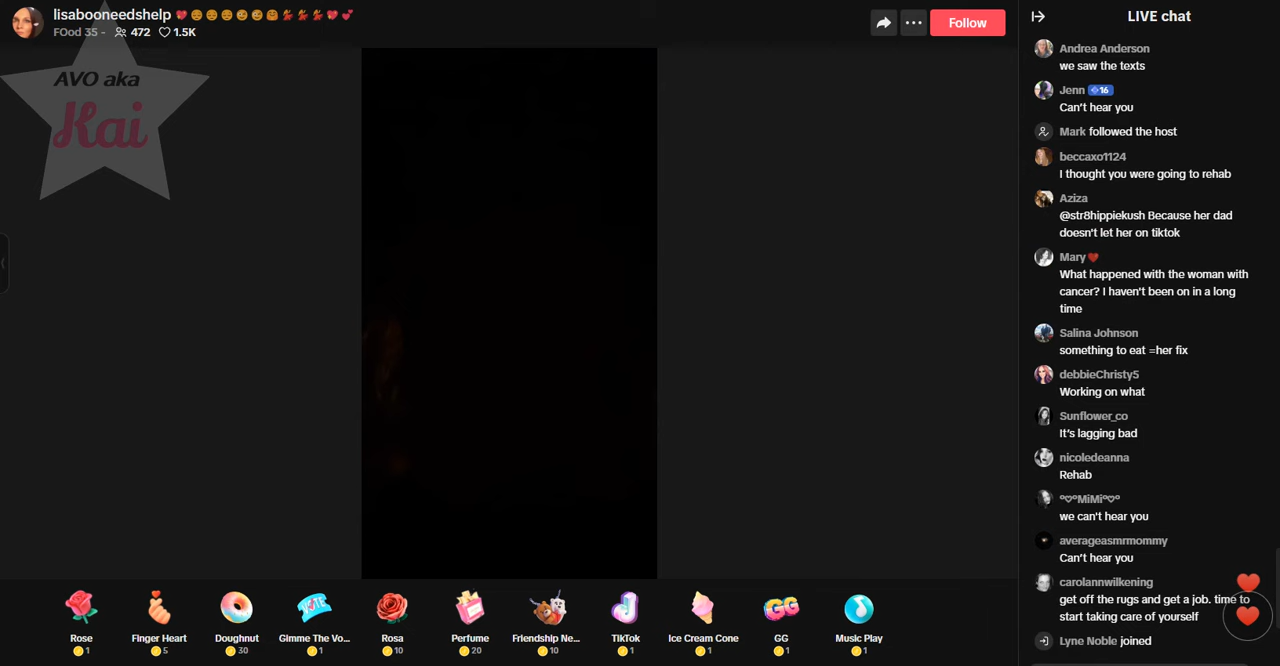 lisabooneedshelp
FOod 35 - 472 1.5K
Follow
AVO aka
Kai
LIVE chat
Andrea Anderson
we saw the texts
Jenn 16
Can't hear you
Mark followed the host
beccaxo1124
I thought you were going to rehab
Aziza
@str8hippiekush Because her dad
doesn't let her on tiktok
Mary
What happened with the woman with
cancer? I haven't been on in a long
time
Salina Johnson
something to eat =her fix
debbieChristy5
Working on what
Sunflower_co
It's lagging bad
nicoledeanna
Rehab
ᵒ♡ᵒMiMiᵒ♡ᵒ
we can't hear you
averageasmrmommy
Can't hear you
carolannwilkening
get off the rugs and get a job. time to
start taking care of yourself
Lyne Noble joined
Rose
1
Finger Heart
5
Doughnut
30
Gimme The Vo...
1
Rosa
10
Perfume
20
Friendship Ne...
10
TikTok
1
Ice Cream Cone
1
GG
GG
1
Music Play
1